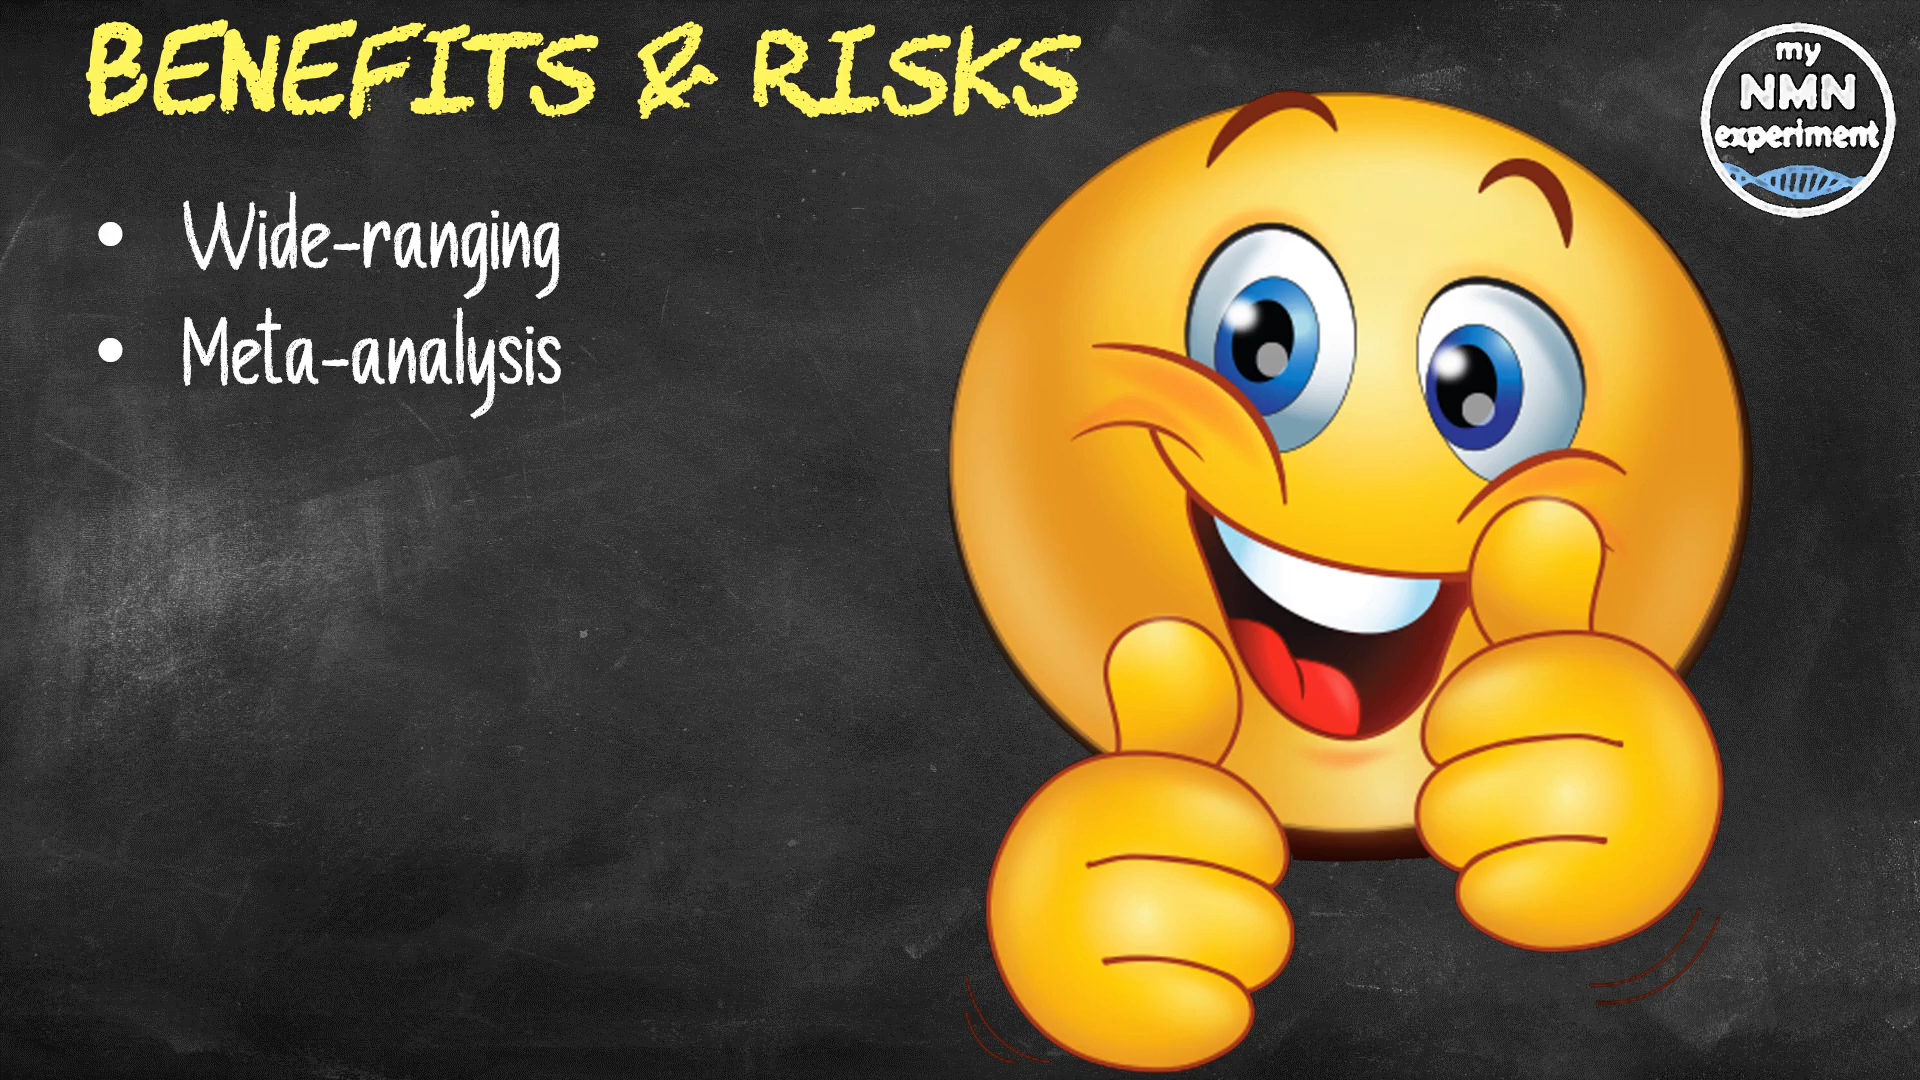 BENEFITS & RISKS
my
NMN
experiment
• Wide-ranging
• Meta-analysis